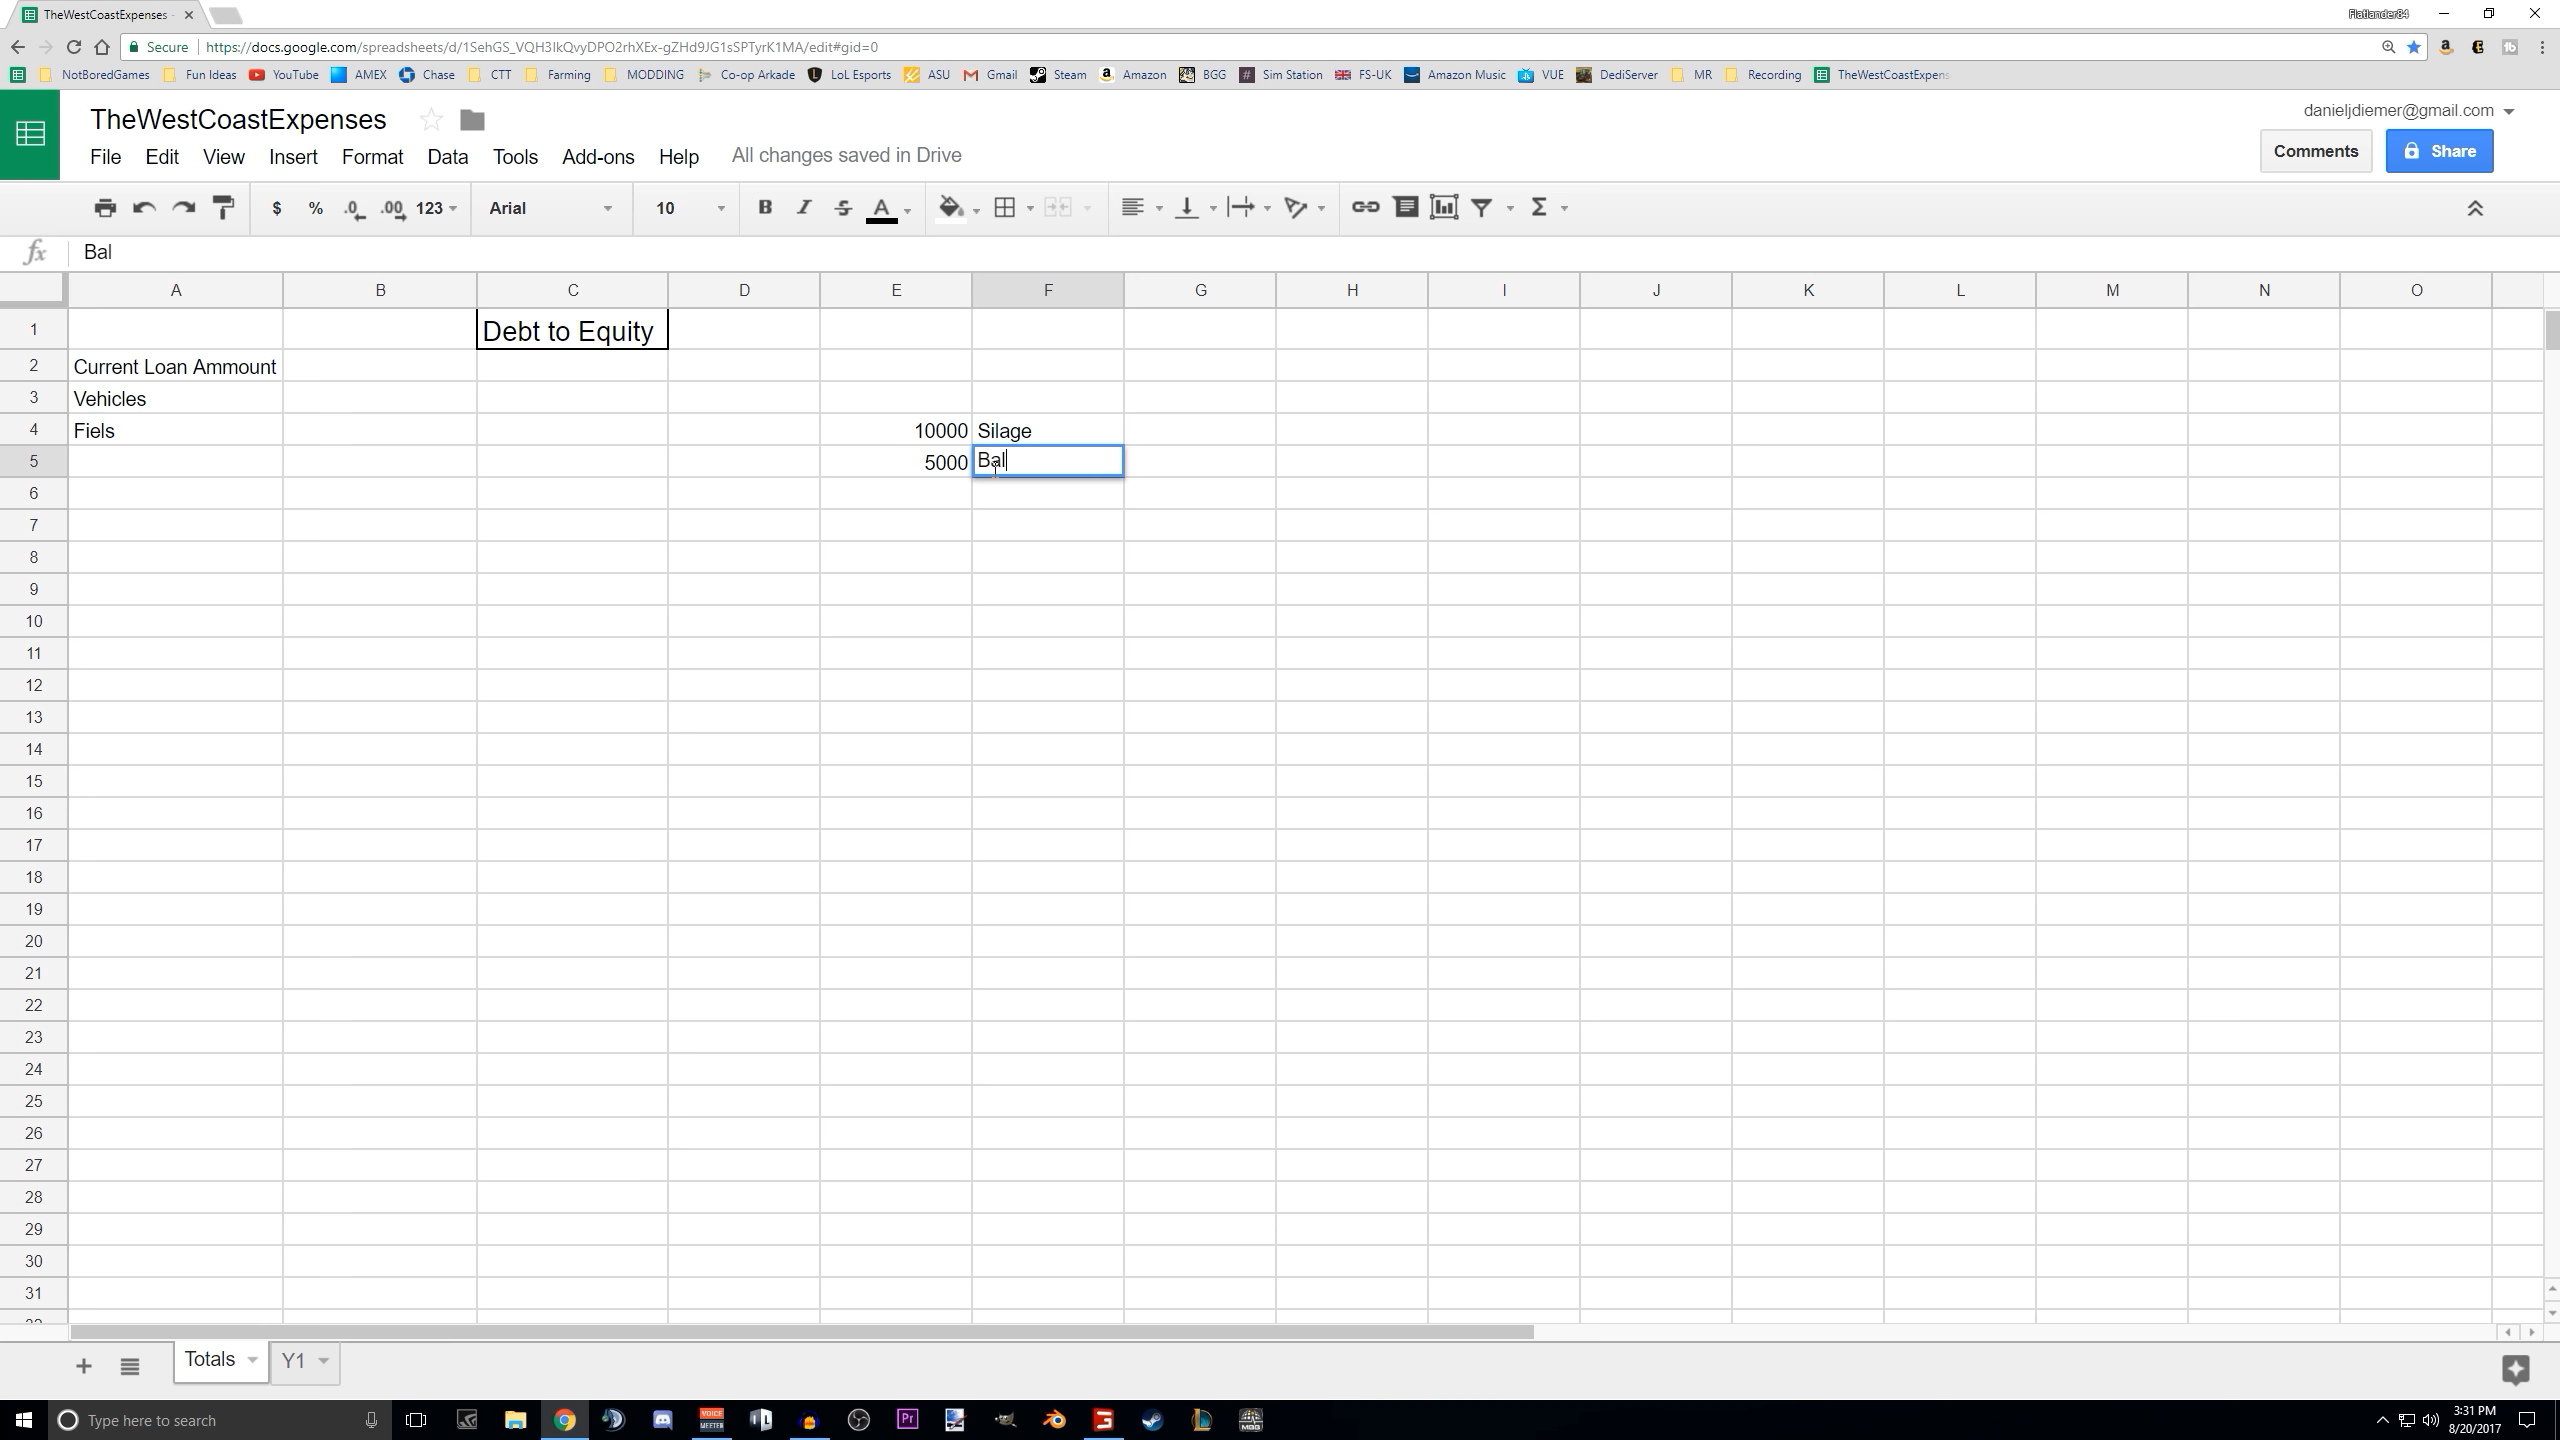 TheWestCoastExpenses -
Flatlander84
Secure https://docs.google.com/spreadsheets/d/1SehGS_VQH3IkQvyDPO2rhXEx-gZHd9JG1sSPTyrK1MA/edit#gid=0
NotBoredGames Fun Ideas YouTube AMEX Chase CTT Farming MODDING Co-op Arkade LoL Esports ASU Gmail Steam Amazon BGG Sim Station FS-UK Amazon Music VUE DediServer MR Recording TheWestCoastExpens
TheWestCoastExpenses
danieljdiemer@gmail.com
File Edit View Insert Format Data Tools Add-ons Help All changes saved in Drive
Comments Share
$ % .0 .00 123 Arial 10 B I S A Σ
fx Bal
A B C D E F G H I J K L M N O
1 Debt to Equity
2 Current Loan Ammount
3 Vehicles
4 Fiels 10000 Silage
5 5000 Bal
6
7
8
9
10
11
12
13
14
15
16
17
18
19
20
21
22
23
24
25
26
27
28
29
30
31
Totals Y1
Type here to search
VOICE MEETER
Pr
3:31 PM
8/20/2017